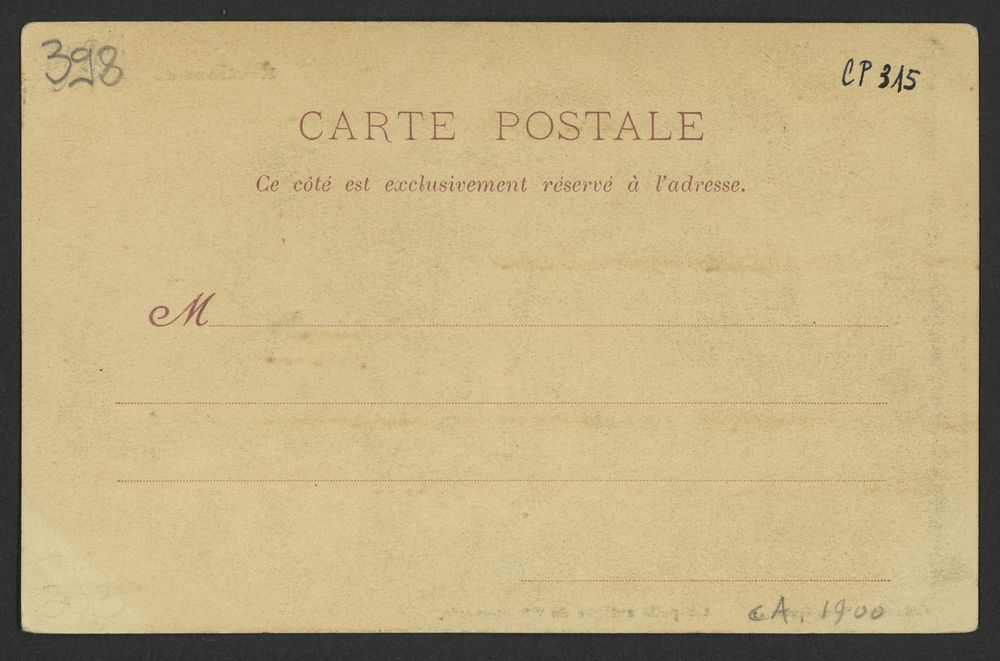 398
CP 315
CARTE POSTALE
Ce côté est exclusivement réservé à l'adresse.
M
CA. 1900